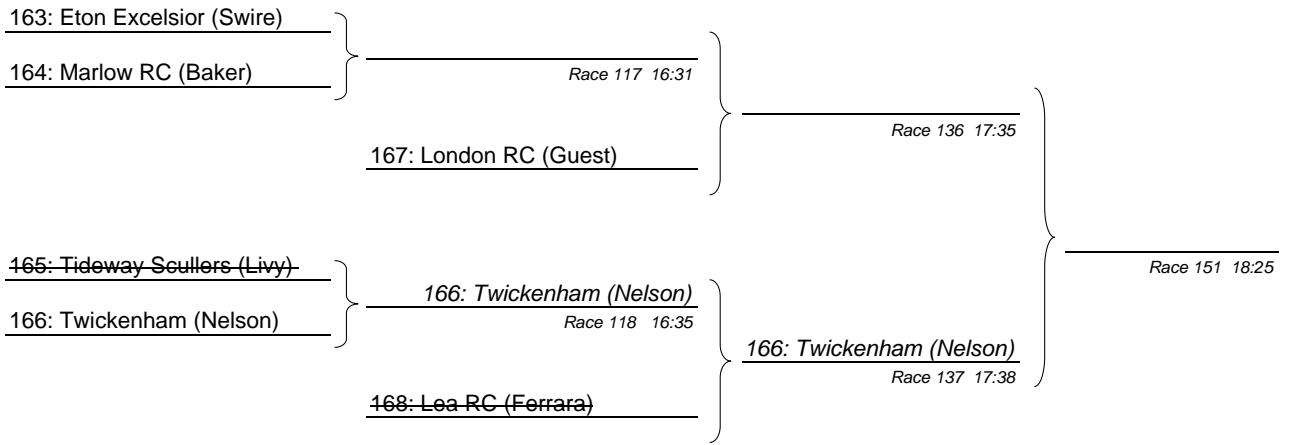 163: Eton Excelsior (Swire)
164: Marlow RC (Baker)
Race 117 16:31
167: London RC (Guest)
Race 136 17:35
165: Tideway Scullers (Livy)
166: Twickenham (Nelson)
166: Twickenham (Nelson)
Race 118 16:35
168: Lea RC (Ferrara)
166: Twickenham (Nelson)
Race 137 17:38
Race 151 18:25